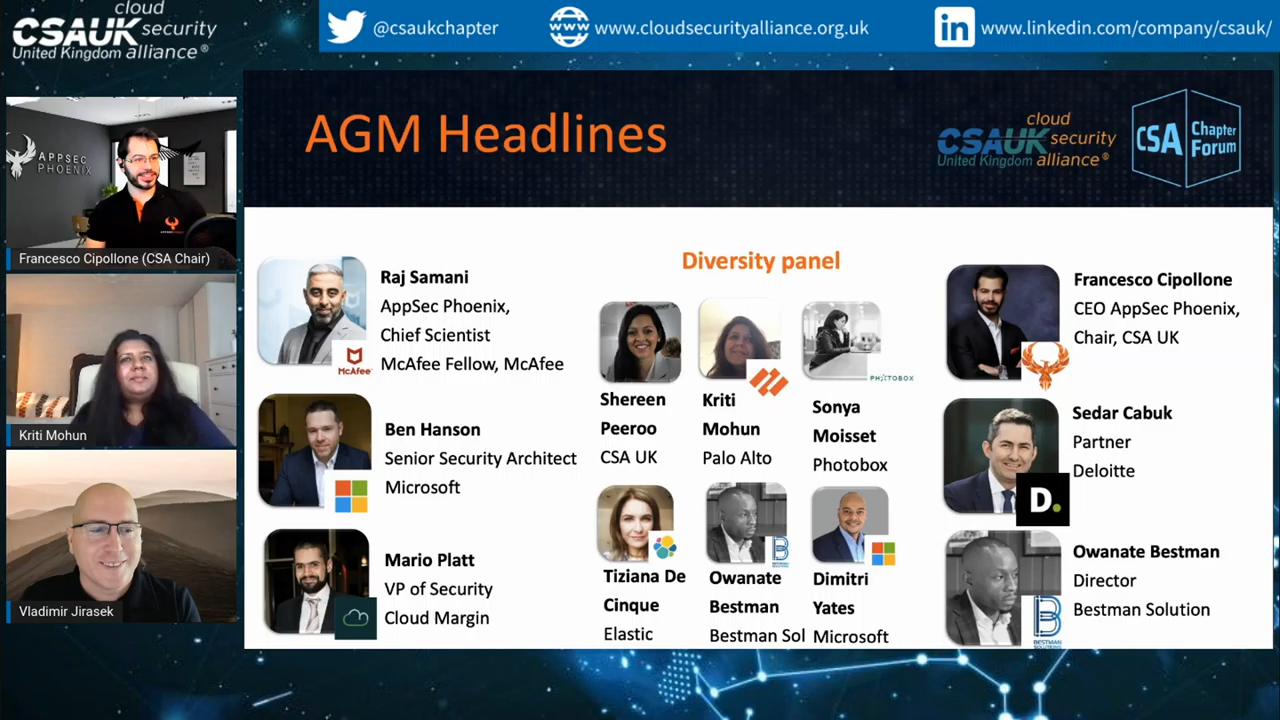 cloud
CSAUK security
United Kingdom alliance®
@csaukchapter
www.cloudsecurityalliance.org.uk
in
www.linkedin.com/company/csauk/
APPSEC
PHOENIX
Francesco Cipollone (CSA Chair)
Kriti Mohun
Vladimir Jirasek
AGM Headlines
cloud
CSAUK security
United Kingdom alliance®
CSA Chapter
Forum
Raj Samani
AppSec Phoenix,
Chief Scientist
McAfee Fellow, McAfee
McAfee
Ben Hanson
Senior Security Architect
Microsoft
Mario Platt
VP of Security
Cloud Margin
Diversity panel
Shereen
Peeroo
CSA UK
Kriti
Mohun
Palo Alto
PHOTOBOX
Sonya
Moisset
Photobox
Tiziana De
Cinque
Elastic
Owanate
Bestman
Bestman Sol
Dimitri
Yates
Microsoft
Francesco Cipollone
CEO AppSec Phoenix,
Chair, CSA UK
Sedar Cabuk
Partner
Deloitte
D.
Owanate Bestman
Director
Bestman Solution
BESTMAN